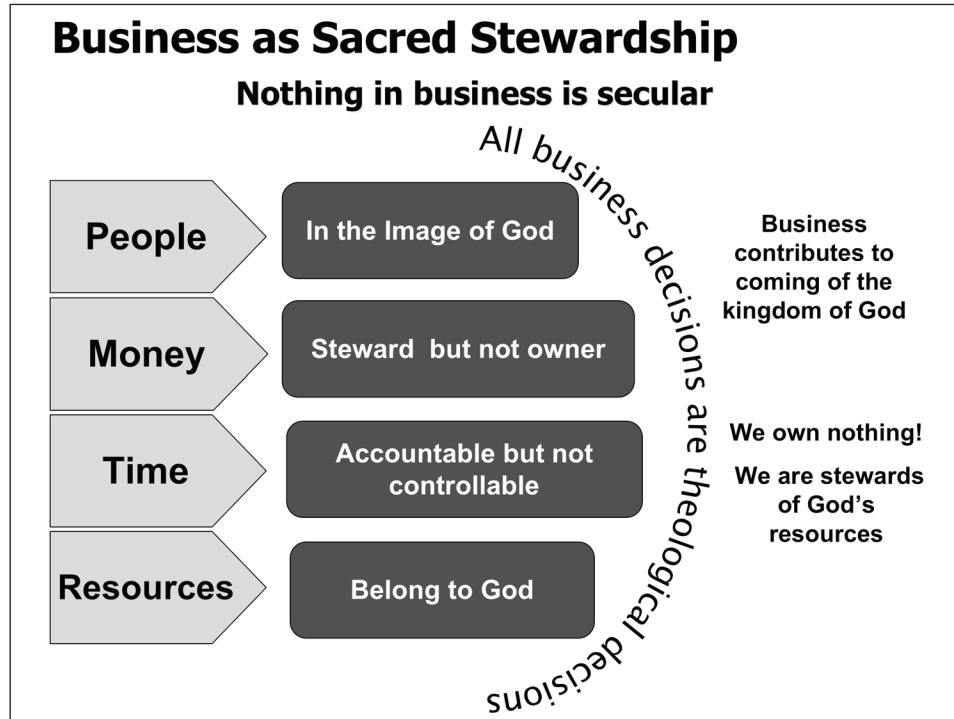 Business as Sacred Stewardship
Nothing in business is secular
People
In the Image of God
Money
Steward  but not owner
Time
Accountable but not
controllable
Resources
Belong to God
All business decisions are theological decisions
Business
contributes to
coming of the
kingdom of God
We own nothing!
We are stewards
of God’s
resources